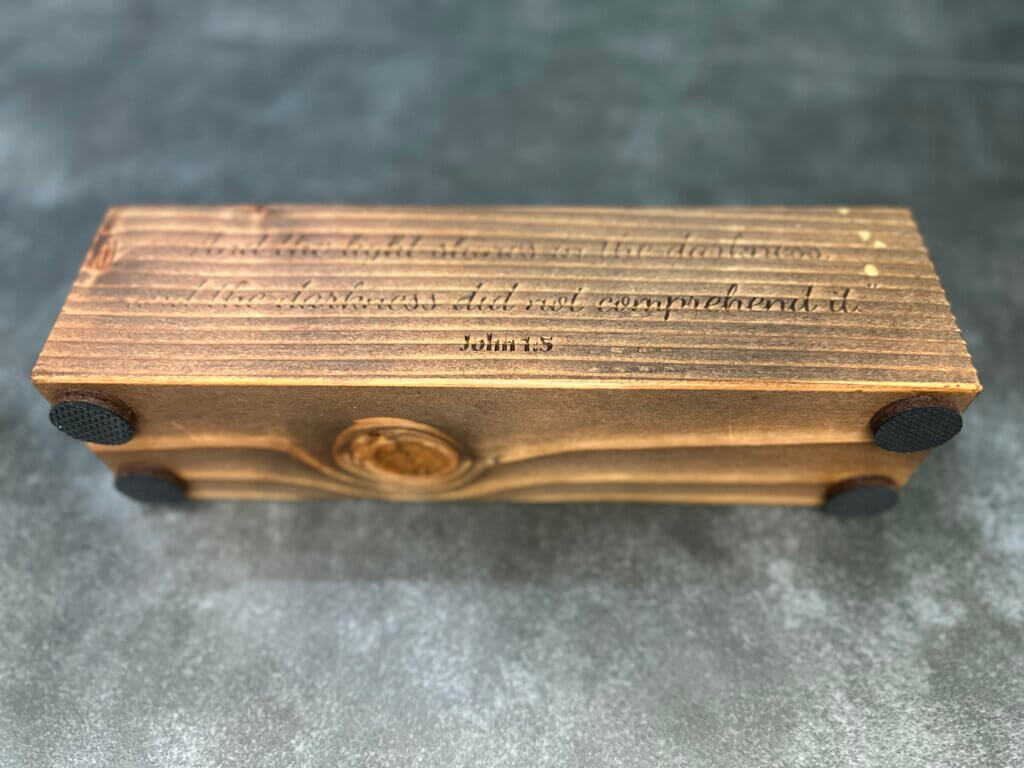 And the light shines in the darkness,
and the darkness did not comprehend it."
John 1:5